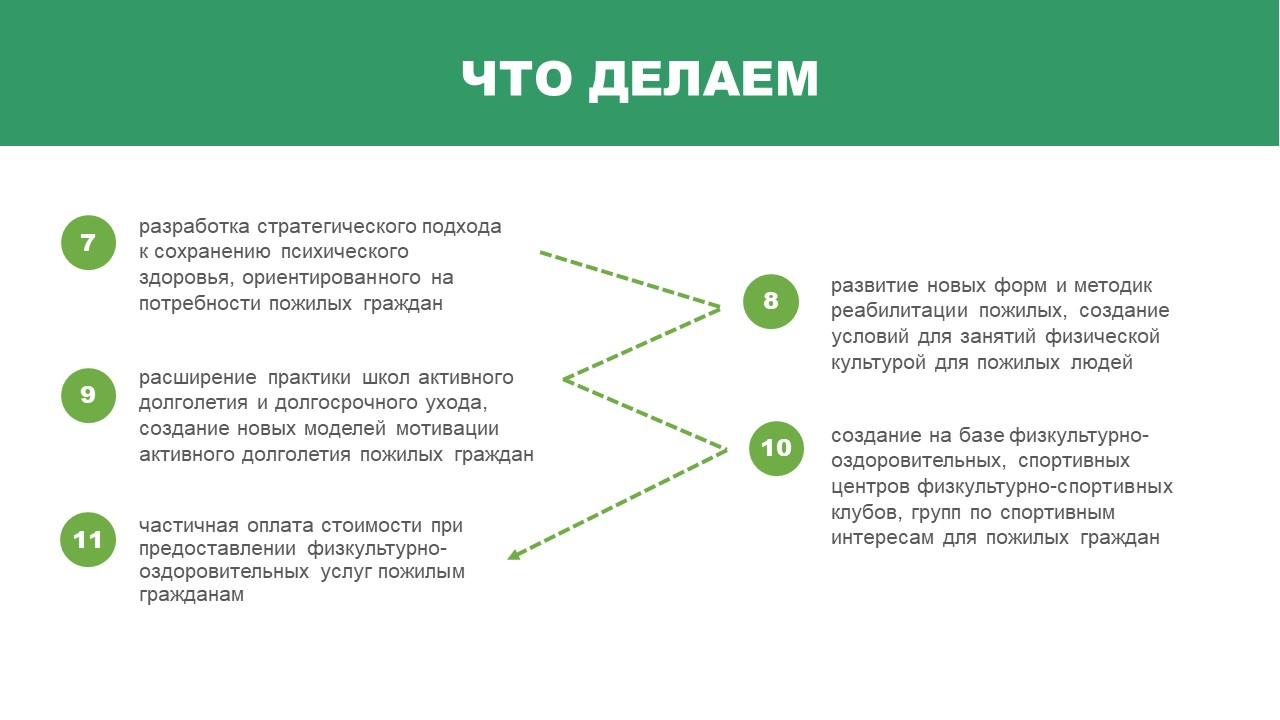 ЧТО ДЕЛАЕМ
7
разработка стратегического подхода
к сохранению психического
здоровья, ориентированного на
потребности пожилых граждан
8
развитие новых форм и методик
реабилитации пожилых, создание
условий для занятий физической
культурой для пожилых людей
9
расширение практики школ активного
долголетия и долгосрочного ухода,
создание новых моделей мотивации
активного долголетия пожилых граждан
10
создание на базе физкультурно-
оздоровительных, спортивных
центров физкультурно-спортивных
клубов, групп по спортивным
интересам для пожилых граждан
11
частичная оплата стоимости при
предоставлении физкультурно-
оздоровительных услуг пожилым
гражданам